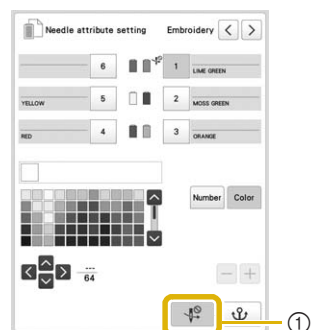 Needle attribute setting Embroidery < >
6 1 LIME GREEN
YELLOW 5 2 MOSS GREEN
RED 4 3 ORANGE
Number Color
---
64
− +
①